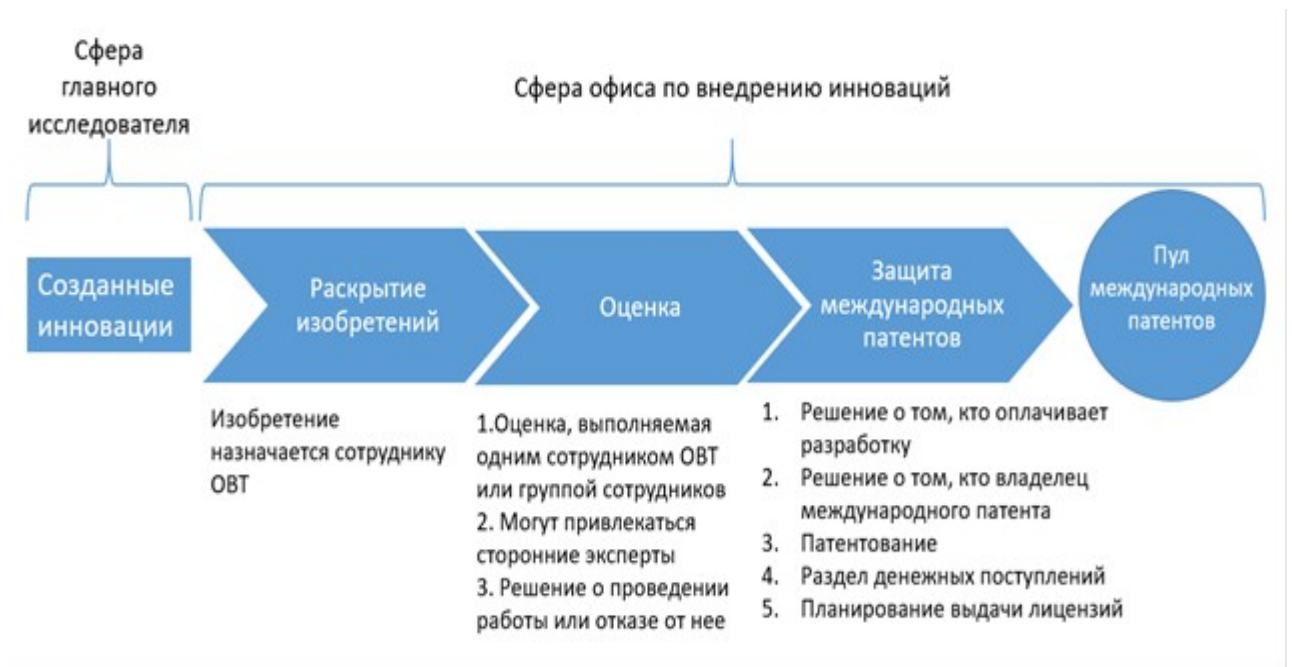 Сфера
главного
исследователя
Сфера офиса по внедрению инноваций
Созданные
инновации
Раскрытие
изобретений
Оценка
Защита
международных
патентов
Пул
международных
патентов
Изобретение
назначается сотруднику
ОВТ
1.Оценка, выполняемая
одним сотрудником ОВТ
или группой сотрудников
2. Могут привлекаться
сторонние эксперты
3. Решение о проведении
работы или отказе от нее
1. Решение о том, кто оплачивает
разработку
2. Решение о том, кто владелец
международного патента
3. Патентование
4. Раздел денежных поступлений
5. Планирование выдачи лицензий